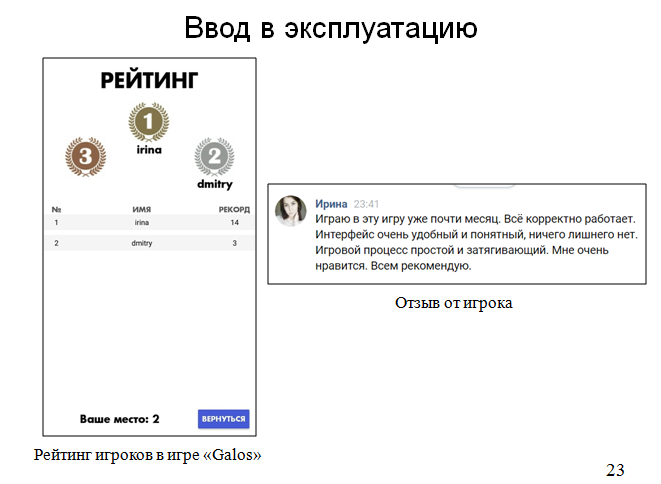 Ввод в эксплуатацию
РЕЙТИНГ
1
irina
3
2
dmitry
№ ИМЯ РЕКОРД
1 irina 14
2 dmitry 3
Ваше место: 2
ВЕРНУТЬСЯ
Рейтинг игроков в игре «Galos»
Ирина 23:41
Играю в эту игру уже почти месяц. Всё корректно работает.
Интерфейс очень удобный и понятный, ничего лишнего нет.
Игровой процесс простой и затягивающий. Мне очень
нравится. Всем рекомендую.
Отзыв от игрока
23